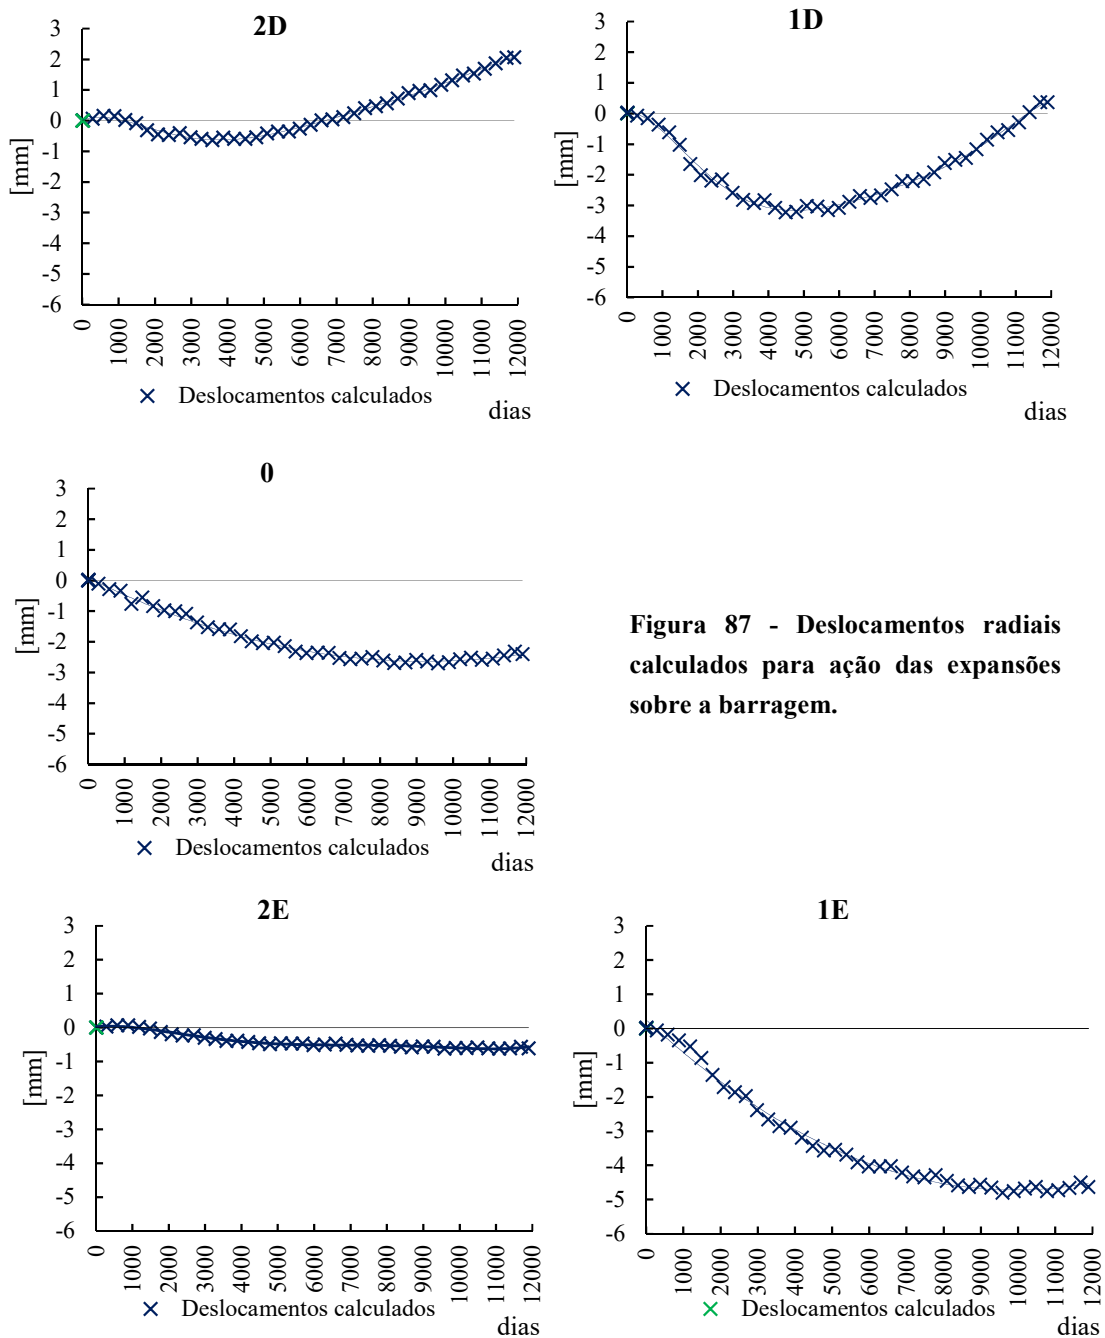 2D
3
2
1
0
-1
-2
-3
-4
-5
-6
[mm]
0 1000 2000 3000 4000 5000 6000 7000 8000 9000 10000 11000 12000
Deslocamentos calculados
dias
1D
3
2
1
0
-1
-2
-3
-4
-5
-6
[mm]
0 1000 2000 3000 4000 5000 6000 7000 8000 9000 10000 11000 12000
Deslocamentos calculados
dias
0
3
2
1
0
-1
-2
-3
-4
-5
-6
[mm]
0 1000 2000 3000 4000 5000 6000 7000 8000 9000 10000 11000 12000
Deslocamentos calculados
dias
Figura 87 - Deslocamentos radiais
calculados para ação das expansões
sobre a barragem.
2E
3
2
1
0
-1
-2
-3
-4
-5
-6
[mm]
0 1000 2000 3000 4000 5000 6000 7000 8000 9000 10000 11000 12000
Deslocamentos calculados
dias
1E
3
2
1
0
-1
-2
-3
-4
-5
-6
[mm]
0 1000 2000 3000 4000 5000 6000 7000 8000 9000 10000 11000 12000
Deslocamentos calculados
dias